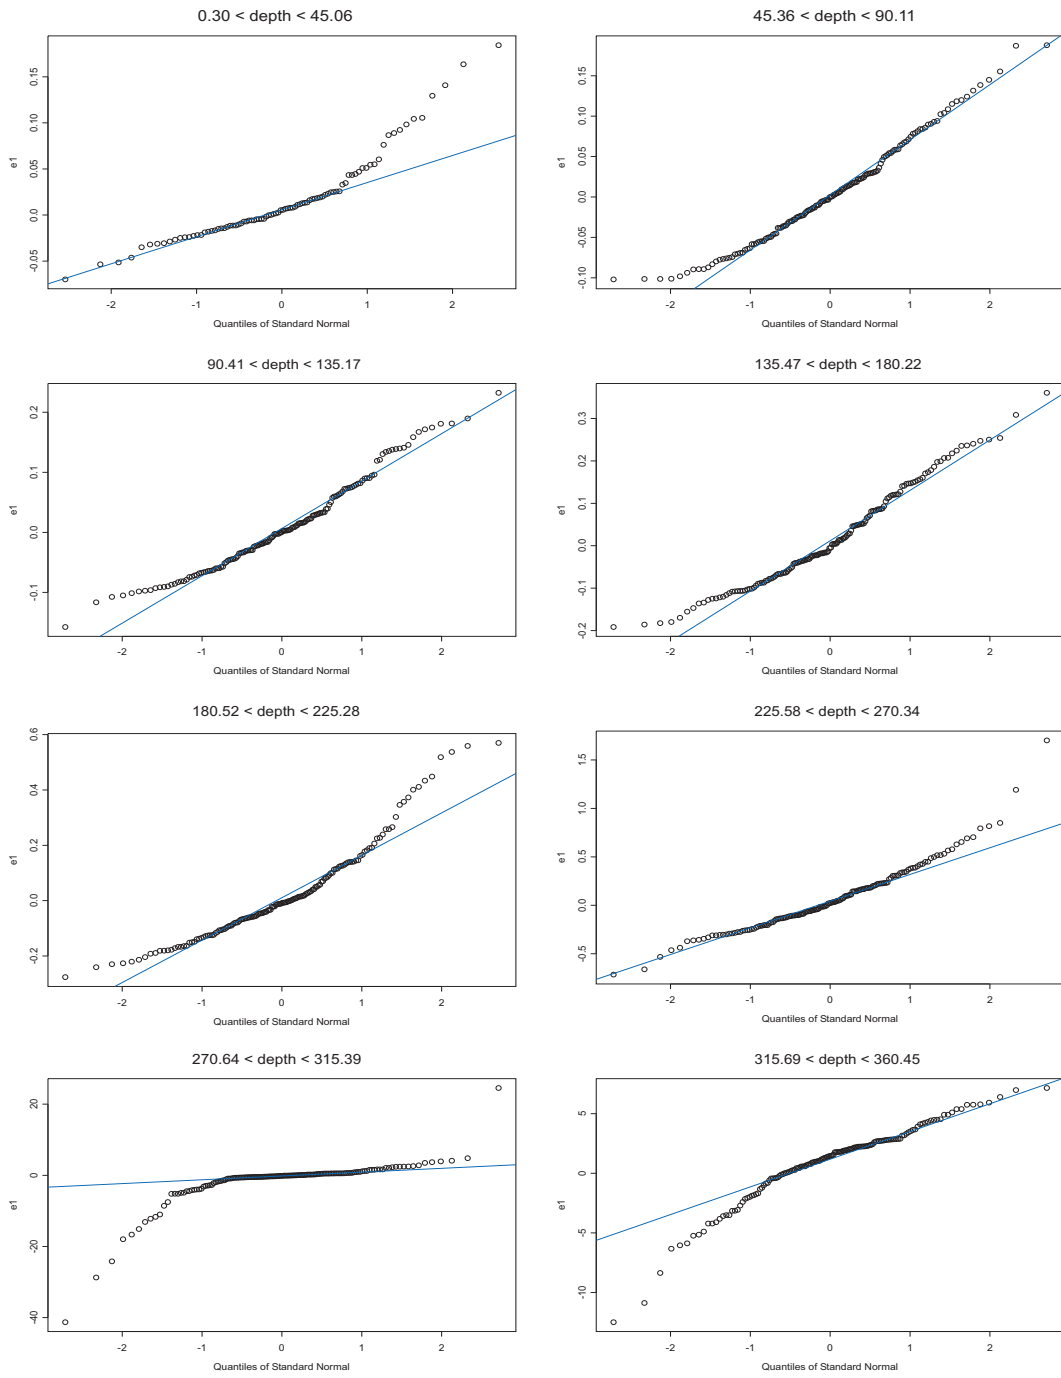 0.30 < depth < 45.06
45.36 < depth < 90.11
e1
0.15
0.10
0.05
0.0
-0.05
-2 -1 0 1 2
Quantiles of Standard Normal
e1
0.15
0.10
0.05
0.0
-0.05
-0.10
-2 -1 0 1 2
Quantiles of Standard Normal
90.41 < depth < 135.17
135.47 < depth < 180.22
e1
0.2
0.1
0.0
-0.1
-2 -1 0 1 2
Quantiles of Standard Normal
e1
0.3
0.2
0.1
0.0
-0.1
-0.2
-2 -1 0 1 2
Quantiles of Standard Normal
180.52 < depth < 225.28
225.58 < depth < 270.34
e1
0.6
0.4
0.2
0.0
-0.2
-2 -1 0 1 2
Quantiles of Standard Normal
e1
1.5
1.0
0.5
0.0
-0.5
-2 -1 0 1 2
Quantiles of Standard Normal
270.64 < depth < 315.39
315.69 < depth < 360.45
e1
20
0
-20
-40
-2 -1 0 1 2
Quantiles of Standard Normal
e1
5
0
-5
-10
-2 -1 0 1 2
Quantiles of Standard Normal